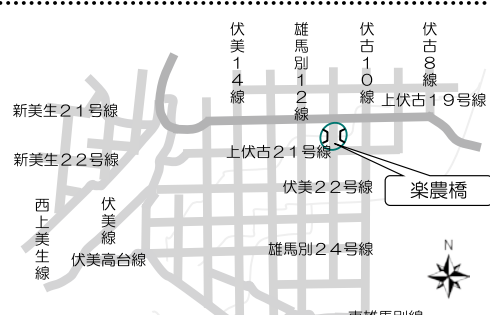 伏美14線
雄馬別12線
伏古10線
伏古8線
上伏古19号線
新美生21号線
上伏古21号線
新美生22号線
伏美22号線
楽農橋
西上美生線
伏美線
伏美高台線
雄馬別24号線
N